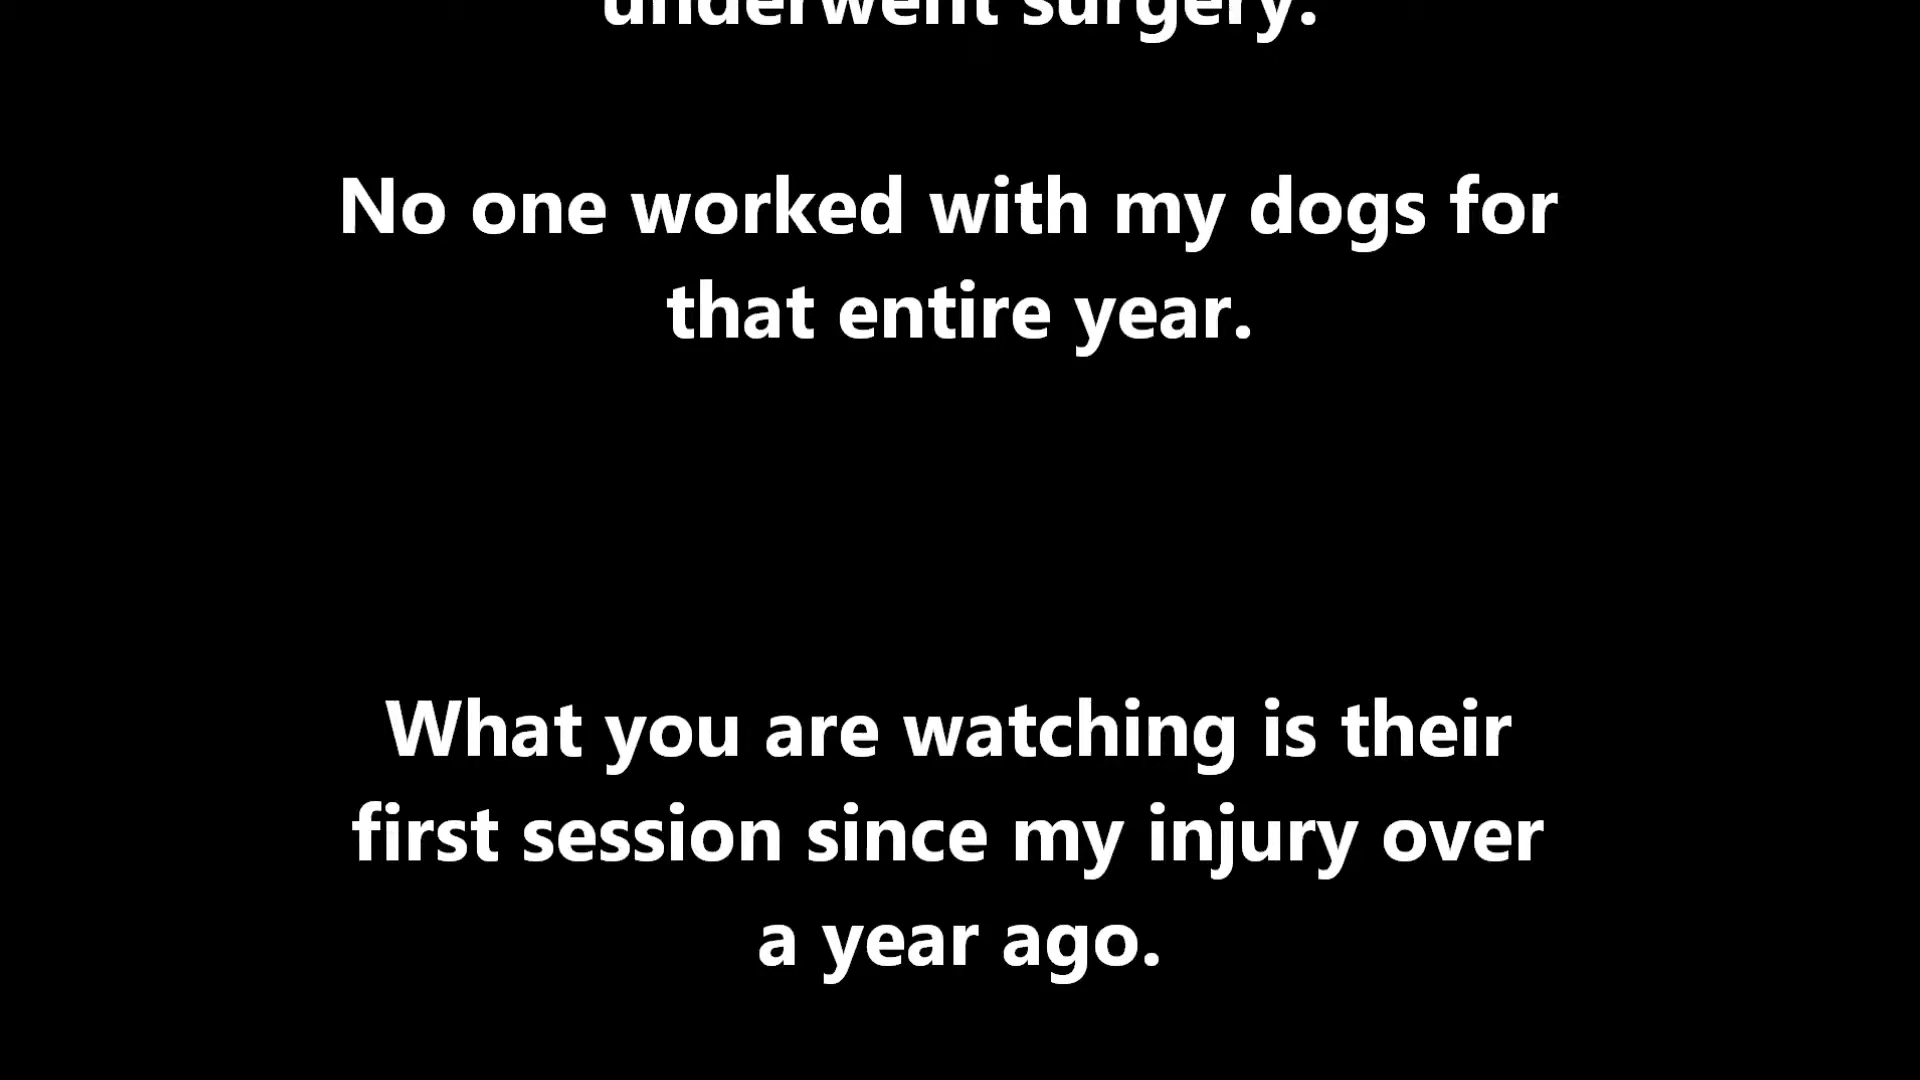 underwent surgery.
No one worked with my dogs for
that entire year.
What you are watching is their
first session since my injury over
a year ago.